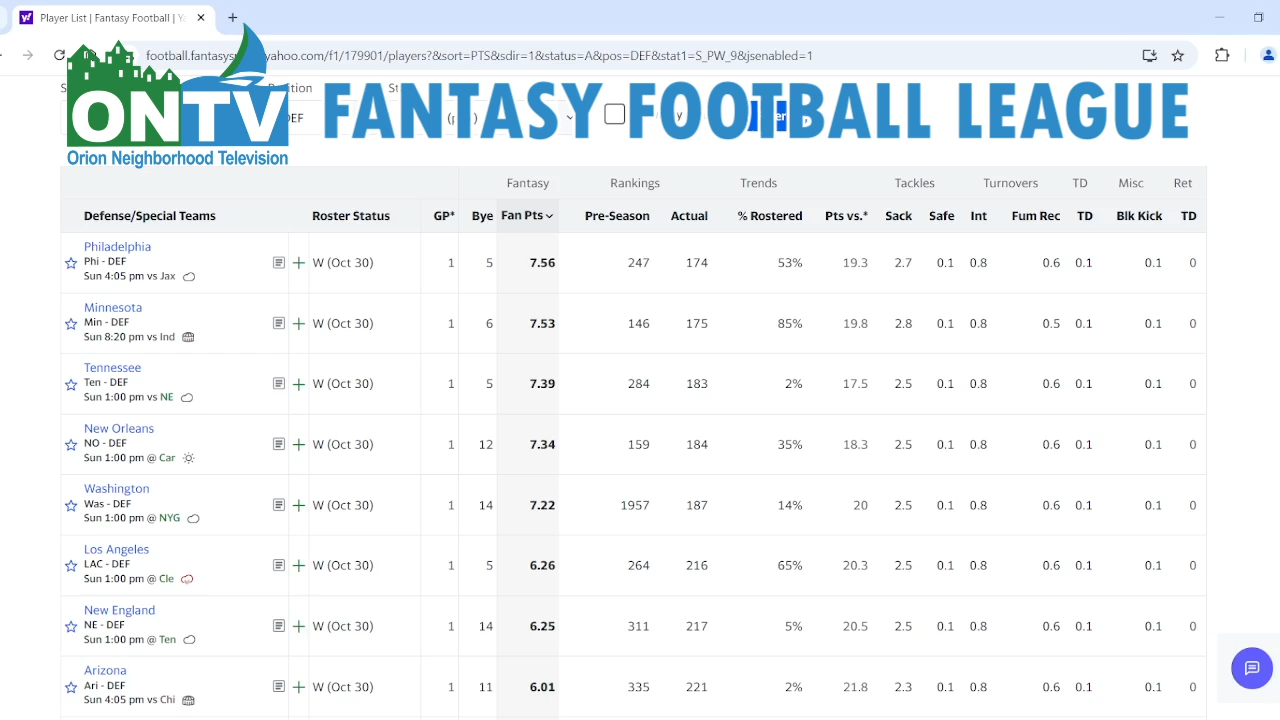 Player List | Fantasy Football | Ya
football.fantasys yahoo.com/f1/179901/players?&sort=PTS&sdir=1&status=A&pos=DEF&stat1=S_PW_9&jsenabled=1
ONTV FANTASY FOOTBALL LEAGUE
Orion Neighborhood Television
DEF
Fantasy Rankings Trends Tackles Turnovers TD Misc Ret
Defense/Special Teams Roster Status GP* Bye Fan Pts Pre-Season Actual % Rostered Pts vs.* Sack Safe Int Fum Rec TD Blk Kick TD
Philadelphia
Phi - DEF W (Oct 30) 1 5 7.56 247 174 53% 19.3 2.7 0.1 0.8 0.6 0.1 0.1 0
Sun 4:05 pm vs Jax
Minnesota
Min - DEF W (Oct 30) 1 6 7.53 146 175 85% 19.8 2.8 0.1 0.8 0.5 0.1 0.1 0
Sun 8:20 pm vs Ind
Tennessee
Ten - DEF W (Oct 30) 1 5 7.39 284 183 2% 17.5 2.5 0.1 0.8 0.6 0.1 0.1 0
Sun 1:00 pm vs NE
New Orleans
NO - DEF W (Oct 30) 1 12 7.34 159 184 35% 18.3 2.5 0.1 0.8 0.6 0.1 0.1 0
Sun 1:00 pm @ Car
Washington
Was - DEF W (Oct 30) 1 14 7.22 1957 187 14% 20 2.5 0.1 0.8 0.6 0.1 0.1 0
Sun 1:00 pm @ NYG
Los Angeles
LAC - DEF W (Oct 30) 1 5 6.26 264 216 65% 20.3 2.5 0.1 0.8 0.6 0.1 0.1 0
Sun 1:00 pm @ Cle
New England
NE - DEF W (Oct 30) 1 14 6.25 311 217 5% 20.5 2.5 0.1 0.8 0.6 0.1 0.1 0
Sun 1:00 pm @ Ten
Arizona
Ari - DEF W (Oct 30) 1 11 6.01 335 221 2% 21.8 2.3 0.1 0.8 0.6 0.1 0.1 0
Sun 4:05 pm vs Chi